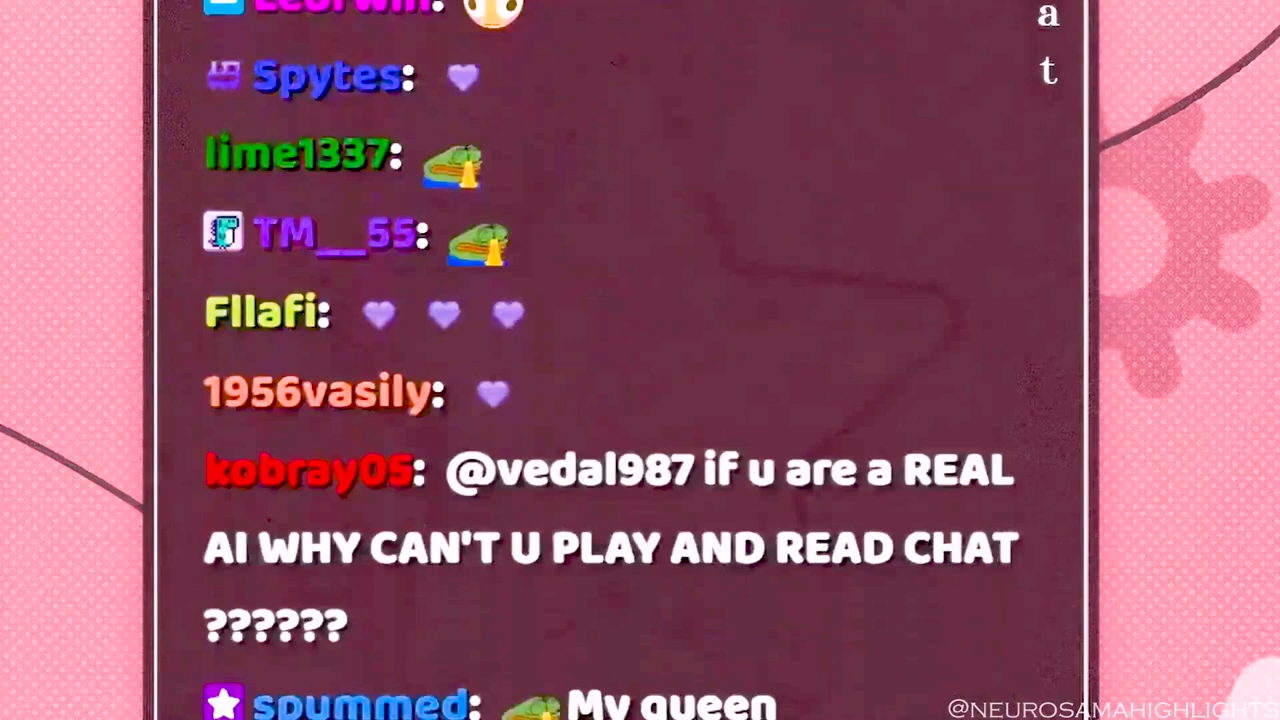 a
t
Spytes:
lime1337:
TM__55:
Fllafi:
1956vasily:
kobray05: @vedal987 if u are a REAL
AI WHY CAN'T U PLAY AND READ CHAT
??????
spummed: My queen
@NEUROSAMAHIGHLIGHTS